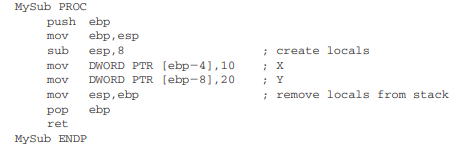 MySub PROC
push ebp
mov ebp,esp
sub esp,8 ; create locals
mov DWORD PTR [ebp−4],10 ; X
mov DWORD PTR [ebp−8],20 ; Y
mov esp,ebp ; remove locals from stack
pop ebp
ret
MySub ENDP